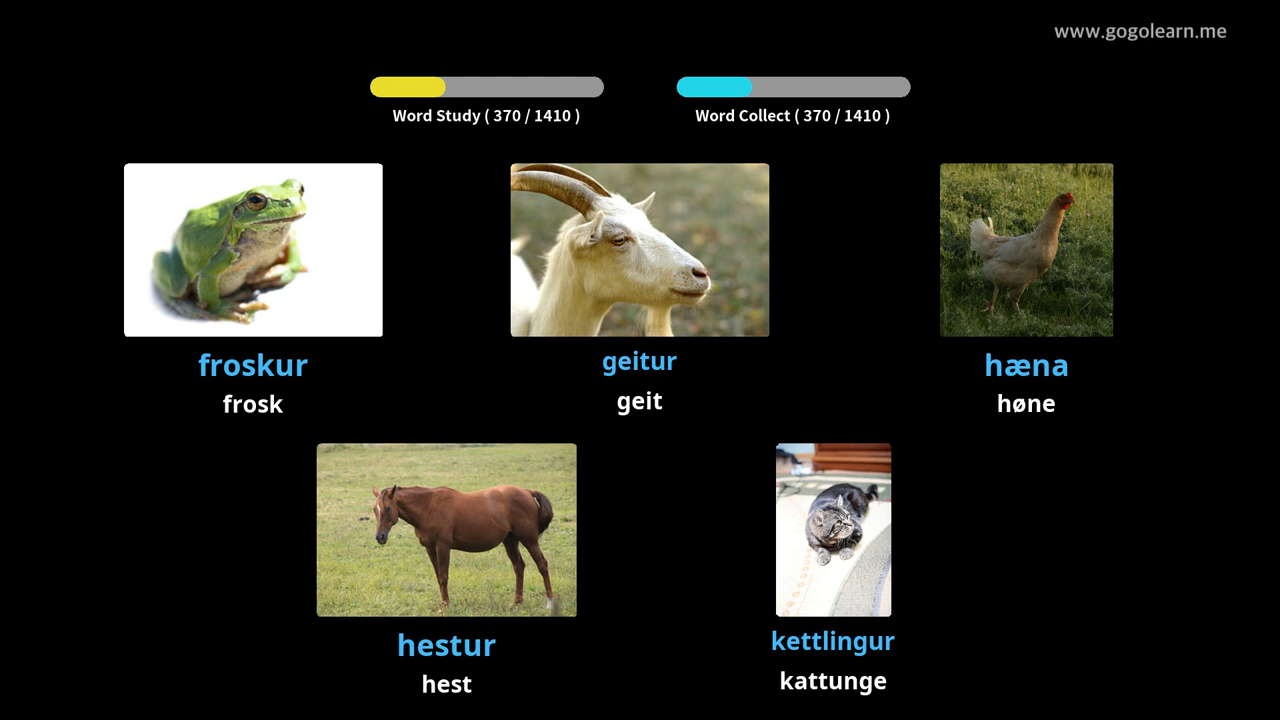 www.gogolearn.me
Word Study ( 370 / 1410 )
Word Collect ( 370 / 1410 )
froskur
frosk
geitur
geit
hæna
høne
hestur
hest
kettlingur
kattunge